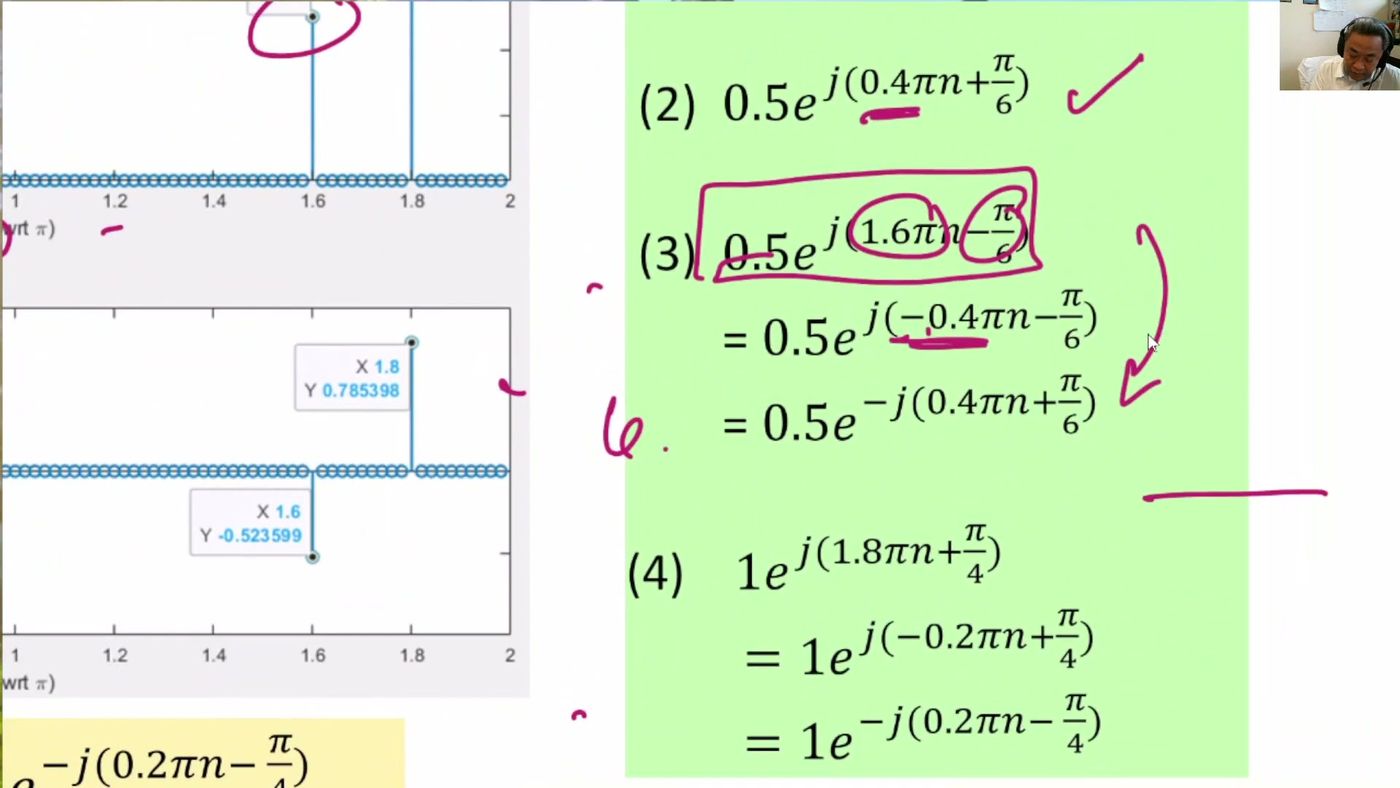 (2) 0.5e^{j(0.4πn+π/6)}
1 1.2 1.4 1.6 1.8 2
wrt π)
(3) 0.5e^{j(1.6πn−π/6)}
= 0.5e^{j(−0.4πn−π/6)}
X 1.8
Y 0.785398
= 0.5e^{−j(0.4πn+π/6)}
X 1.6
Y -0.523599
(4) 1e^{j(1.8πn+π/4)}
= 1e^{j(−0.2πn+π/4)}
1 1.2 1.4 1.6 1.8 2
wrt π)
= 1e^{−j(0.2πn−π/4)}
e^{−j(0.2πn−π/4)}